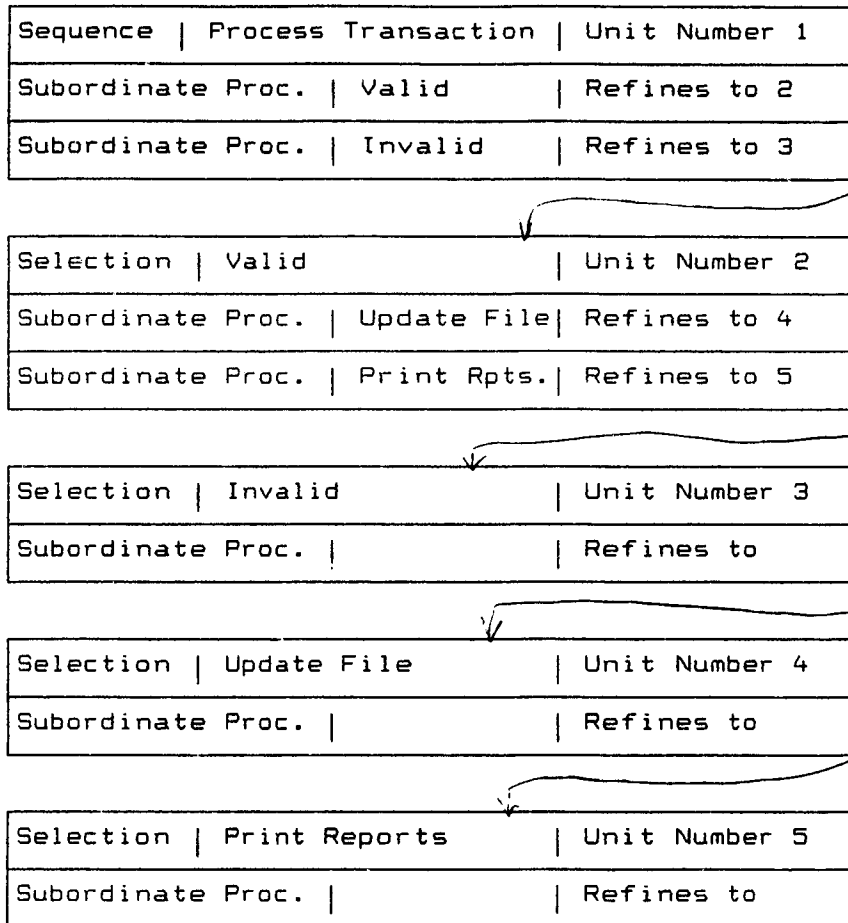 Sequence | Process Transaction | Unit Number 1
Subordinate Proc. | Valid | Refines to 2
Subordinate Proc. | Invalid | Refines to 3
Selection | Valid | Unit Number 2
Subordinate Proc. | Update File| Refines to 4
Subordinate Proc. | Print Rpts.| Refines to 5
Selection | Invalid | Unit Number 3
Subordinate Proc. | | Refines to
Selection | Update File | Unit Number 4
Subordinate Proc. | | Refines to
Selection | Print Reports | Unit Number 5
Subordinate Proc. | | Refines to